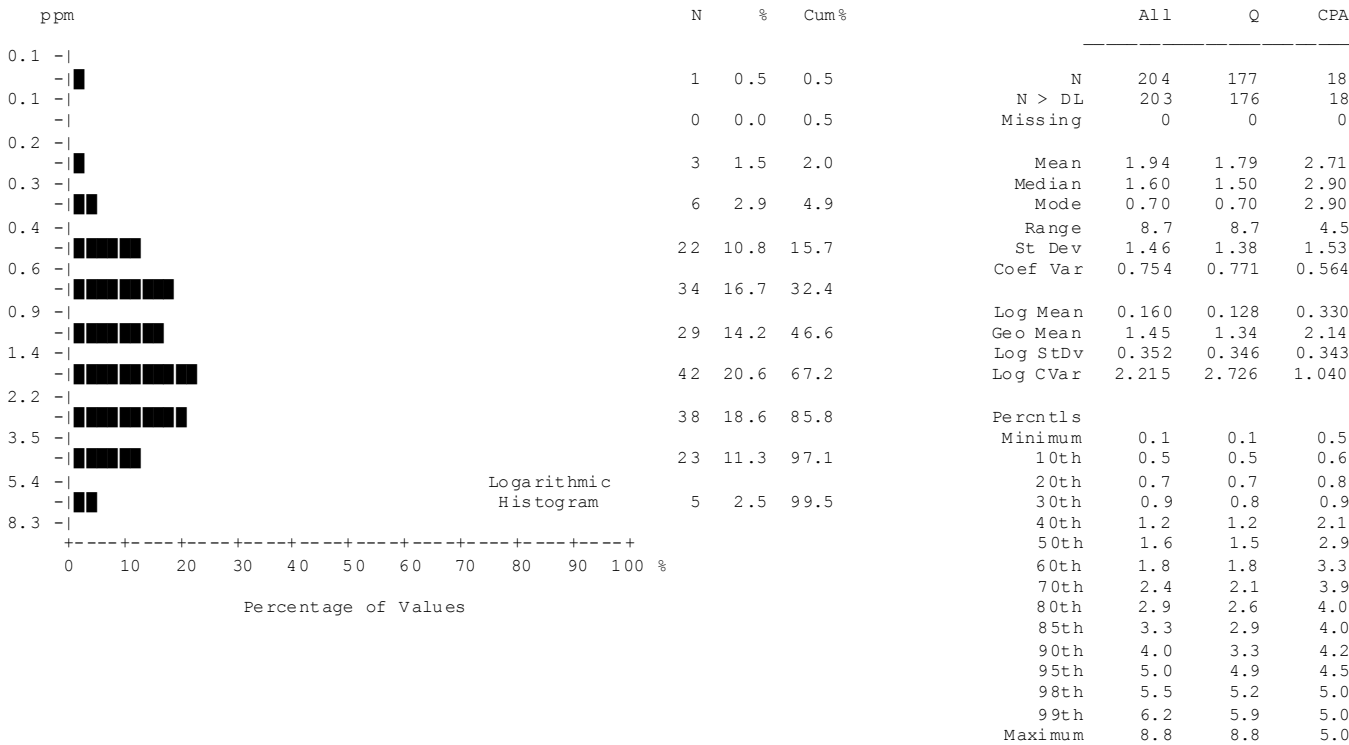 ppm N % Cum% All Q CPA
0.1 -|
-| 1 0.5 0.5 N 204 177 18
0.1 -| N > DL 203 176 18
-| 0 0.0 0.5 Missing 0 0 0
0.2 -|
-| 3 1.5 2.0 Mean 1.94 1.79 2.71
0.3 -| Median 1.60 1.50 2.90
-| 6 2.9 4.9 Mode 0.70 0.70 2.90
0.4 -| Range 8.7 8.7 4.5
-| 22 10.8 15.7 St Dev 1.46 1.38 1.53
0.6 -| Coef Var 0.754 0.771 0.564
-| 34 16.7 32.4
0.9 -| Log Mean 0.160 0.128 0.330
-| 29 14.2 46.6 Geo Mean 1.45 1.34 2.14
1.4 -| Log StDv 0.352 0.346 0.343
-| 42 20.6 67.2 Log CVar 2.215 2.726 1.040
2.2 -|
-| 38 18.6 85.8 Percntls
3.5 -| Minimum 0.1 0.1 0.5
-| 23 11.3 97.1 10th 0.5 0.5 0.6
5.4 -| Logarithmic 20th 0.7 0.7 0.8
-| Histogram 5 2.5 99.5 30th 0.9 0.8 0.9
8.3 -| 40th 1.2 1.2 2.1
+----+----+----+----+----+----+----+----+----+----+ 50th 1.6 1.5 2.9
0 10 20 30 40 50 60 70 80 90 100 % 60th 1.8 1.8 3.3
70th 2.4 2.1 3.9
Percentage of Values 80th 2.9 2.6 4.0
85th 3.3 2.9 4.0
90th 4.0 3.3 4.2
95th 5.0 4.9 4.5
98th 5.5 5.2 5.0
99th 6.2 5.9 5.0
Maximum 8.8 8.8 5.0